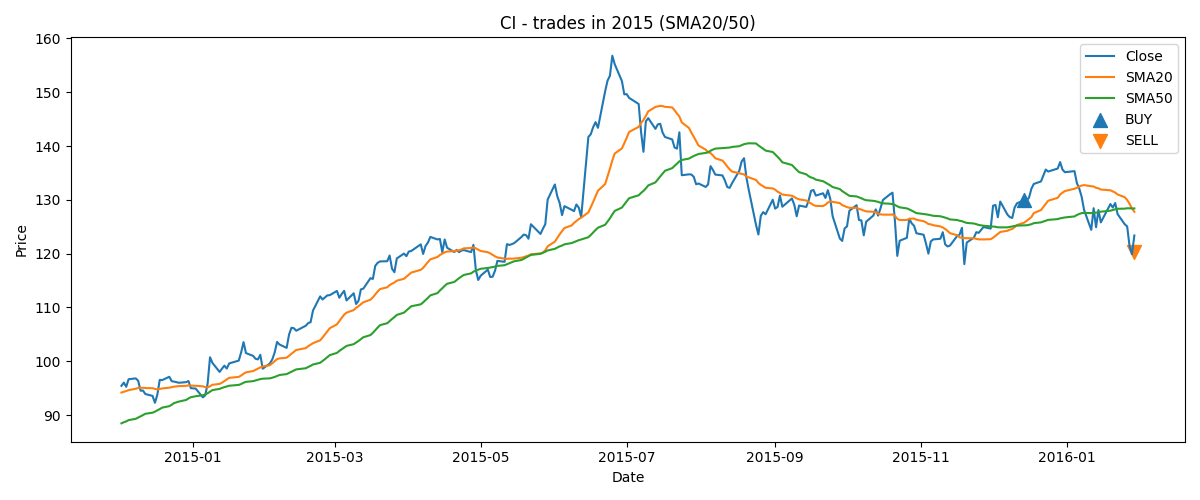 CI - trades in 2015 (SMA20/50)
160
150
140
130
120
110
100
90
Price
Close
SMA20
SMA50
BUY
SELL
2015-01
2015-03
2015-05
2015-07
2015-09
2015-11
2016-01
Date